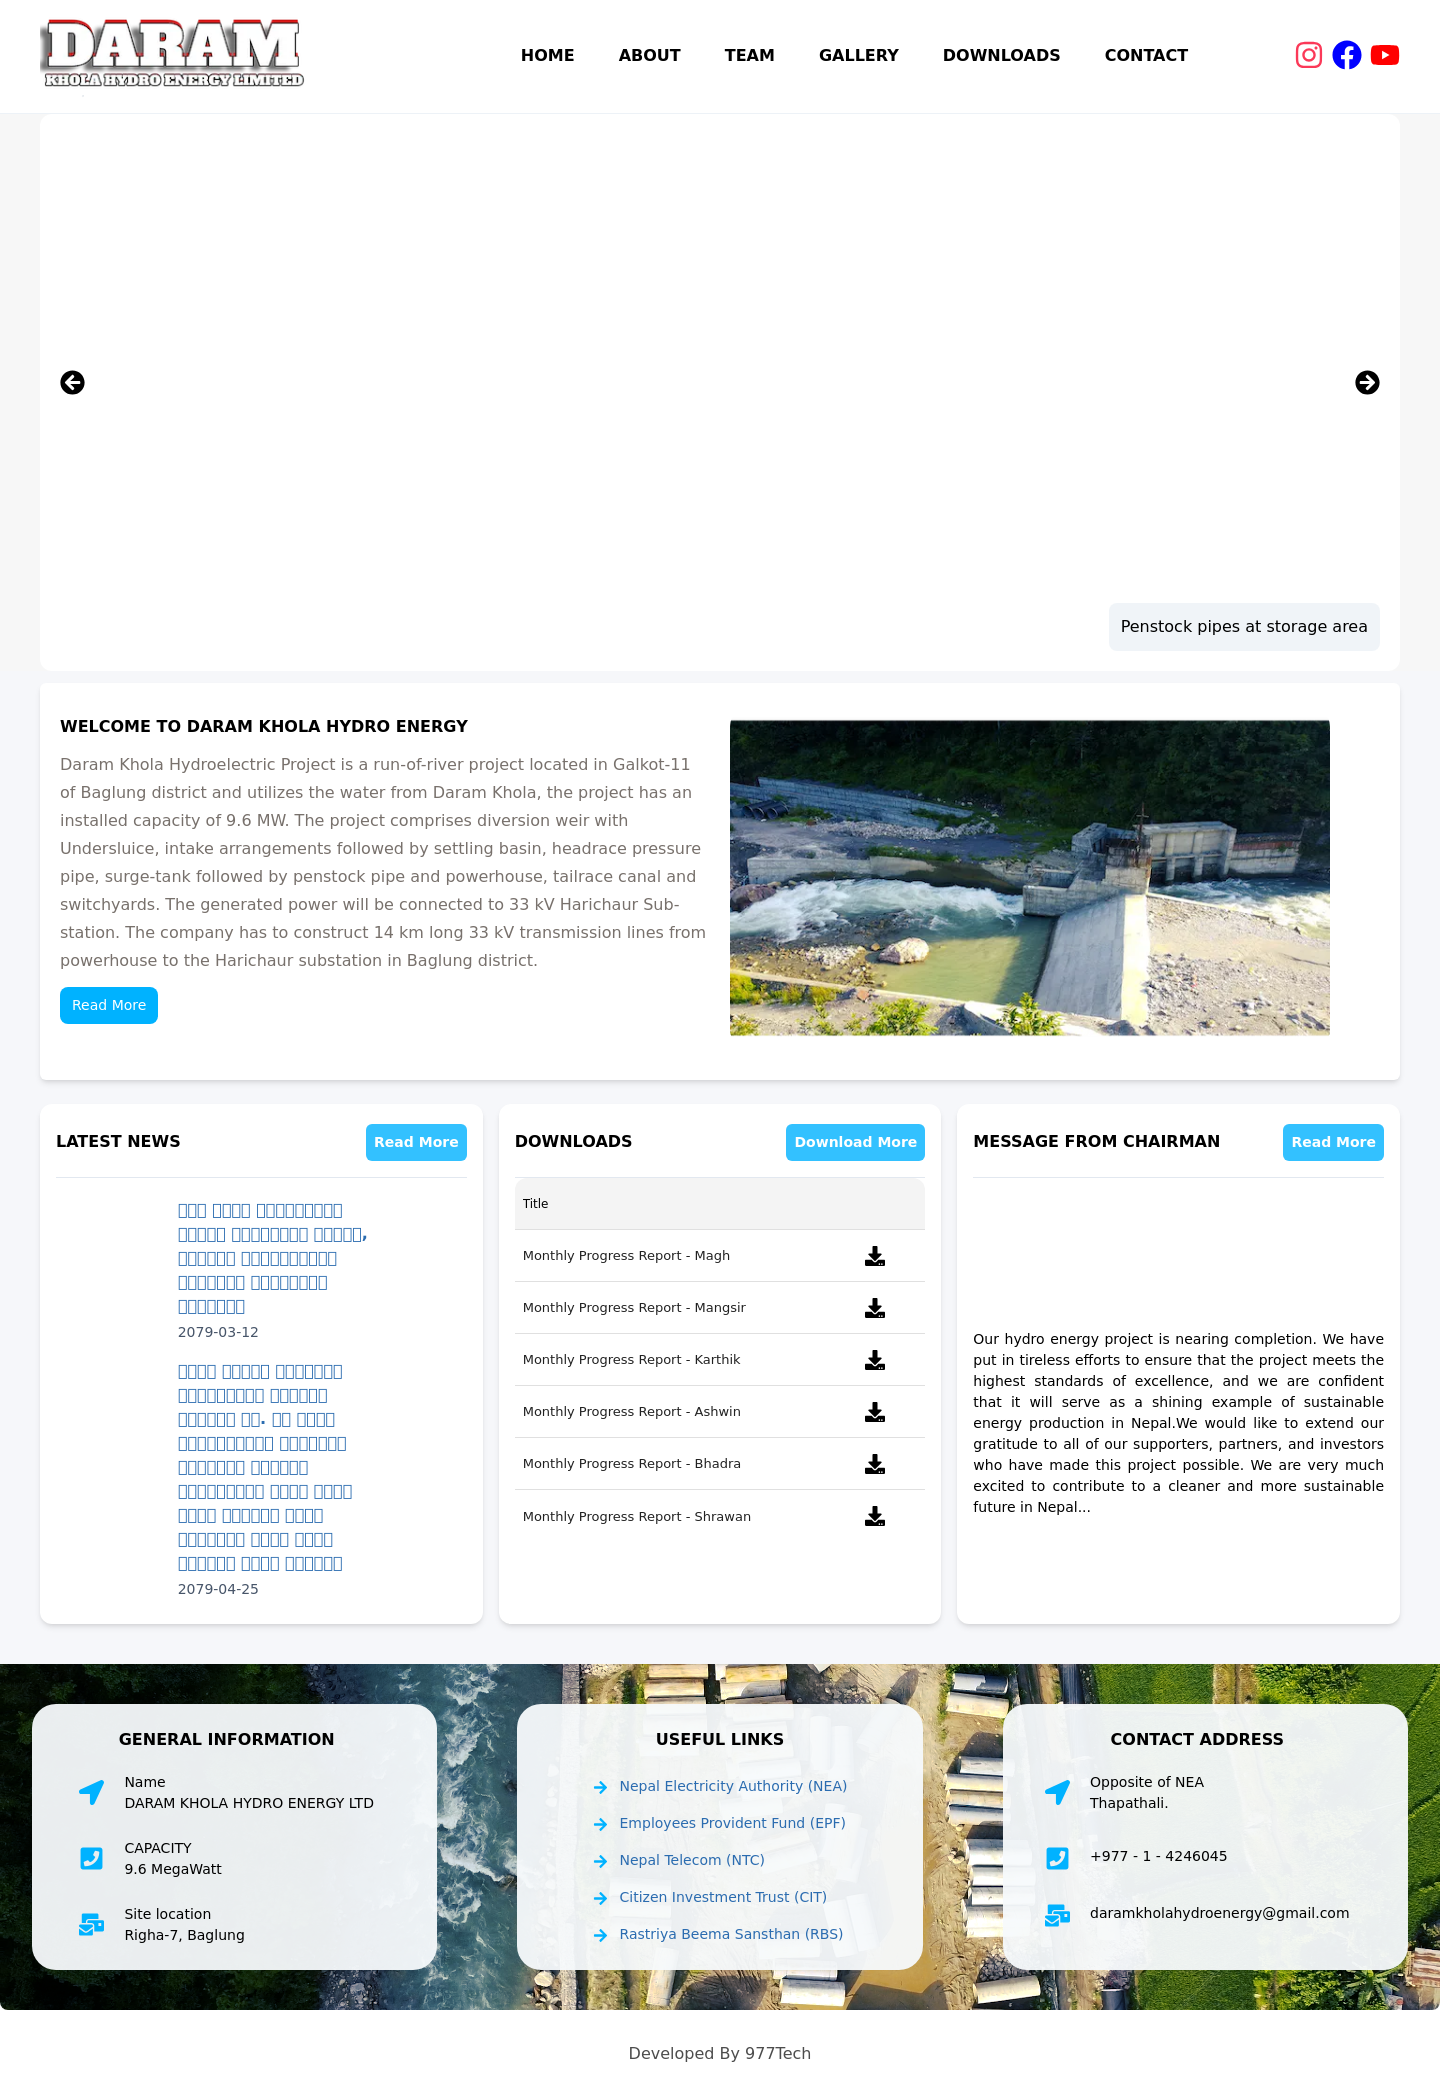 DARAM
KHOLA HYDRO ENERGY LIMITED
HOME ABOUT TEAM GALLERY DOWNLOADS CONTACT
Penstock pipes at storage area
WELCOME TO DARAM KHOLA HYDRO ENERGY
Daram Khola Hydroelectric Project is a run-of-river project located in Galkot-11
of Baglung district and utilizes the water from Daram Khola, the project has an
installed capacity of 9.6 MW. The project comprises diversion weir with
Undersluice, intake arrangements followed by settling basin, headrace pressure
pipe, surge-tank followed by penstock pipe and powerhouse, tailrace canal and
switchyards. The generated power will be connected to 33 kV Harichaur Sub-
station. The company has to construct 14 km long 33 kV transmission lines from
powerhouse to the Harichaur substation in Baglung district.
Read More
LATEST NEWS
Read More
2079-03-12
2079-04-25
DOWNLOADS
Download More
Title
Monthly Progress Report - Magh
Monthly Progress Report - Mangsir
Monthly Progress Report - Karthik
Monthly Progress Report - Ashwin
Monthly Progress Report - Bhadra
Monthly Progress Report - Shrawan
MESSAGE FROM CHAIRMAN
Read More
Our hydro energy project is nearing completion. We have
put in tireless efforts to ensure that the project meets the
highest standards of excellence, and we are confident
that it will serve as a shining example of sustainable
energy production in Nepal.We would like to extend our
gratitude to all of our supporters, partners, and investors
who have made this project possible. We are very much
excited to contribute to a cleaner and more sustainable
future in Nepal...
GENERAL INFORMATION
Name
DARAM KHOLA HYDRO ENERGY LTD
CAPACITY
9.6 MegaWatt
Site location
Righa-7, Baglung
USEFUL LINKS
Nepal Electricity Authority (NEA)
Employees Provident Fund (EPF)
Nepal Telecom (NTC)
Citizen Investment Trust (CIT)
Rastriya Beema Sansthan (RBS)
CONTACT ADDRESS
Opposite of NEA
Thapathali.
+977 - 1 - 4246045
daramkholahydroenergy@gmail.com
Developed By 977Tech